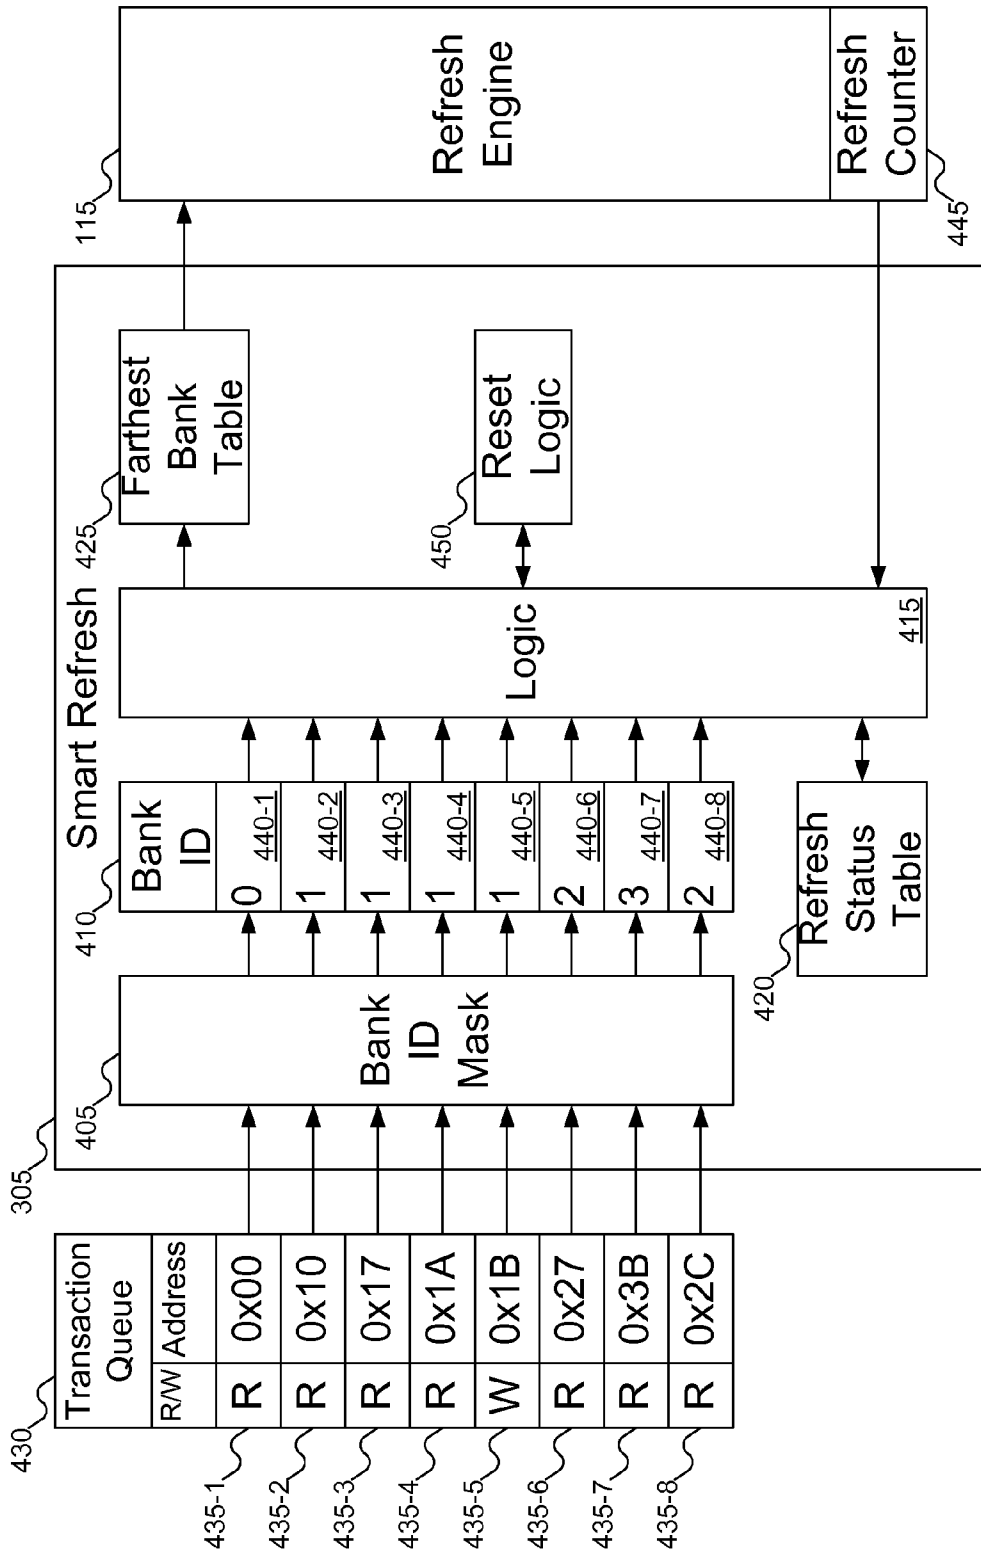 305
Smart Refresh
430
Transaction
Queue
R/W
Address
435-1
R
0x00
435-2
R
0x10
435-3
R
0x17
435-4
R
0x1A
435-5
W
0x1B
435-6
R
0x27
435-7
R
0x3B
435-8
R
0x2C
405
Bank
ID
Mask
410
Bank
ID
0
440-1
1
440-2
1
440-3
1
440-4
1
440-5
2
440-6
3
440-7
2
440-8
420
Refresh
Status
Table
Logic
415
425
Farthest
Bank
Table
450
Reset
Logic
115
Refresh
Engine
Refresh
Counter
445